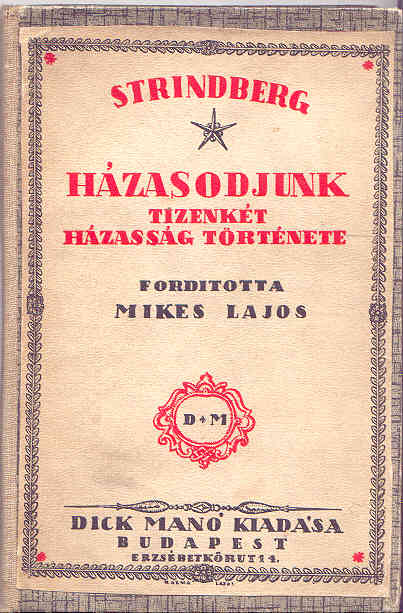 STRINDBERG
HÁZASODJUNK
TIZENKÉT
HÁZASSÁG TÖRTÉNETE
FORDITOTTA
MIKES LAJOS
D + M
DICK MANÓ KIADÁSA
BUDAPEST
ERZSÉBETKÖRUT 14.